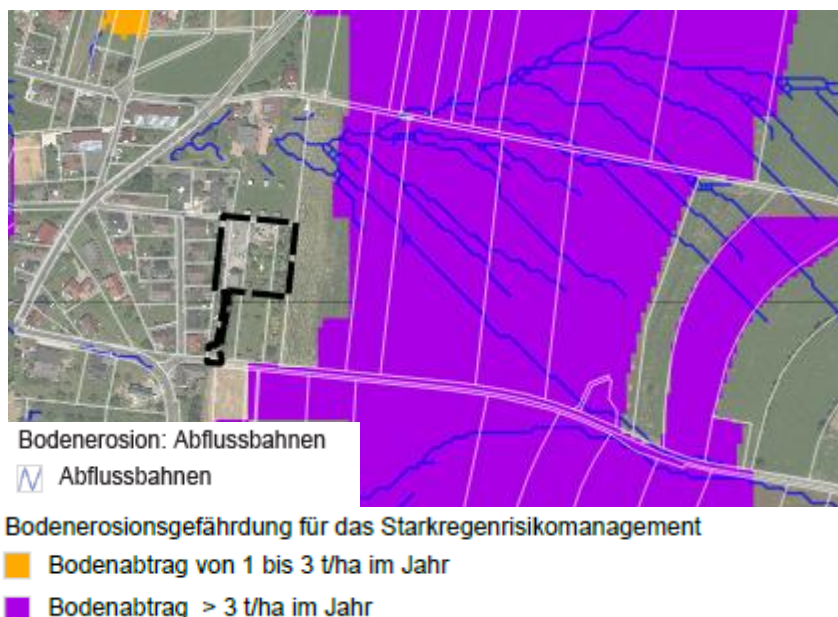 Bodenerosion: Abflussbahnen
Abflussbahnen
Bodenerosionsgefährdung für das Starkregenrisikomanagement
Bodenabtrag von 1 bis 3 t/ha im Jahr
Bodenabtrag > 3 t/ha im Jahr